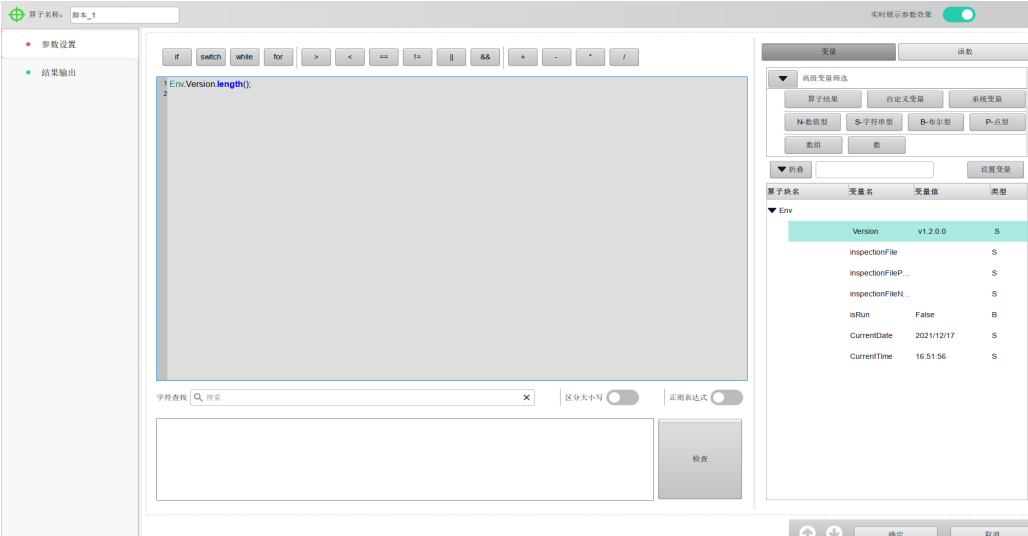 算子名称: 脚本_1 实时展示参数效果
参数设置
结果输出
if switch while for > < == != || && + - * /
1 Env.Version.length();
2
字符查找 搜索 × 区分大小写 正则表达式
检查
变量 函数
高级变量筛选
算子结果 自定义变量 系统变量
N-数值型 S-字符串型 B-布尔型 P-点型
数组 数
折叠 设置变量
算子块名 变量名 变量值 类型
Env
Version v1.2.0.0 S
inspectionFile S
inspectionFileP... S
inspectionFileN... S
isRun False B
CurrentDate 2021/12/17 S
CurrentTime 16:51:56 S
确定 取消